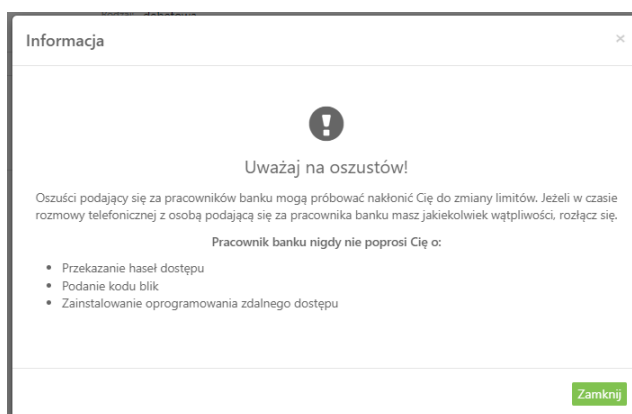 Rodzaj: debetowa
Informacja
×
Uważaj na oszustów!
Oszuści podający się za pracowników banku mogą próbować nakłonić Cię do zmiany limitów. Jeżeli w czasie
rozmowy telefonicznej z osobą podającą się za pracownika banku masz jakiekolwiek wątpliwości, rozłącz się.
Pracownik banku nigdy nie poprosi Cię o:
• Przekazanie haseł dostępu
• Podanie kodu blik
• Zainstalowanie oprogramowania zdalnego dostępu
Zamknij